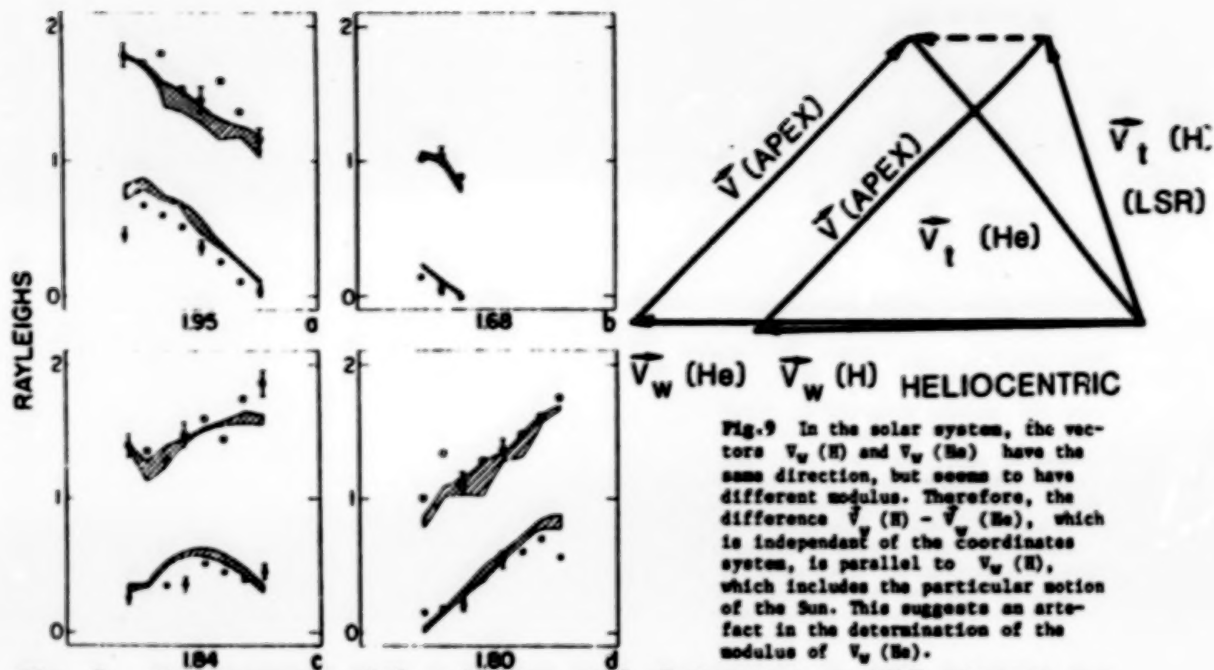 RAYLEIGHS
2
1
0
1.95
a
2
1
0
1.68
b
2
1
0
1.84
c
2
1
0
1.80
d
V (APEX)
V (APEX)
V_t (He)
V_t (H)
(LSR)
V_w (He) V_w (H) HELIOCENTRIC
Fig.9 In the solar system, the vec-
tors V_w (H) and V_w (He) have the
same direction, but seems to have
different modulus. Therefore, the
difference V_w (H) - V_w (He), which
is independant of the coordinates
system, is parallel to V_w (H),
which includes the particular motion
of the Sun. This suggests an arte-
fact in the determination of the
modulus of V_w (He).